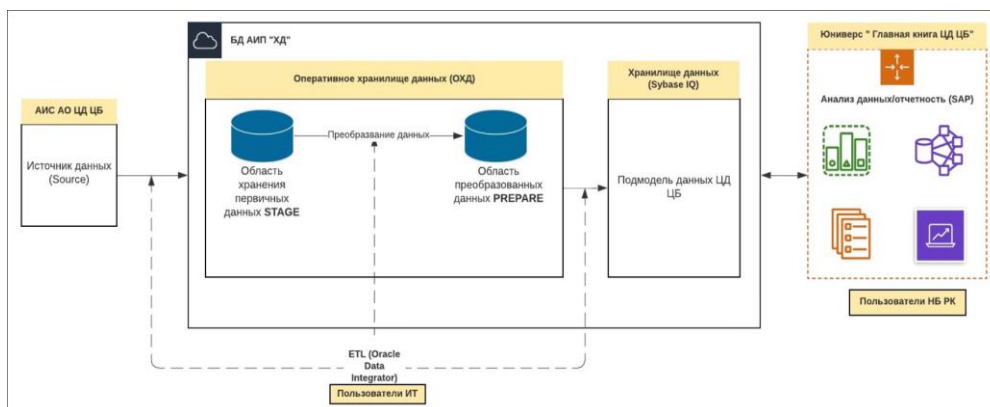 БД АИП "ХД"
Юниверс " Главная книга ЦД ЦБ"
Оперативное хранилище данных (ОХД)
Хранилище данных
(Sybase IQ)
Анализ данных/отчетность (SAP)
АИС АО ЦД ЦБ
Источник данных
(Source)
Преобразвание данных
Область
хранения
первичных
данных STAGE
Область
преобразованных
данных PREPARE
Подмодель данных ЦД
ЦБ
Пользователи НБ РК
ETL (Oracle
Data
Integrator)
Пользователи ИТ